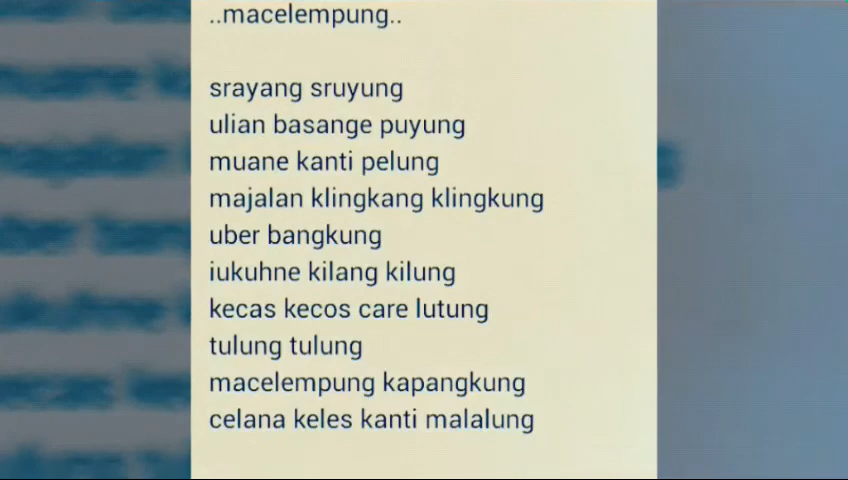 ..macelempung..
srayang sruyung
ulian basange puyung
muane kanti pelung
majalan klingkang klingkung
uber bangkung
iukuhne kilang kilung
kecas kecos care lutung
tulung tulung
macelempung kapangkung
celana keles kanti malalung